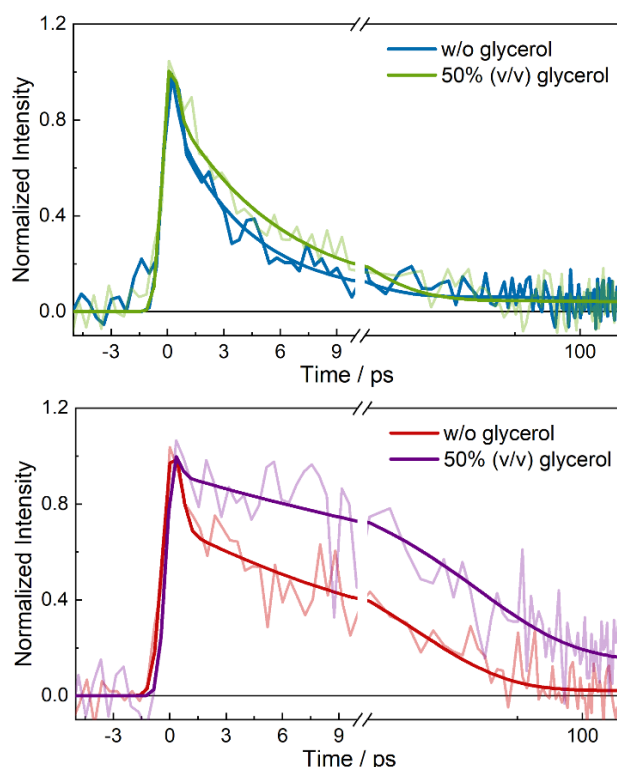 1.2
w/o glycerol
50% (v/v) glycerol
0.8
Normalized Intensity
0.4
0.0
-3 0 3 6 9 100
Time / ps
1.2
w/o glycerol
50% (v/v) glycerol
0.8
Normalized Intensity
0.4
0.0
-3 0 3 6 9 100
Time / ps